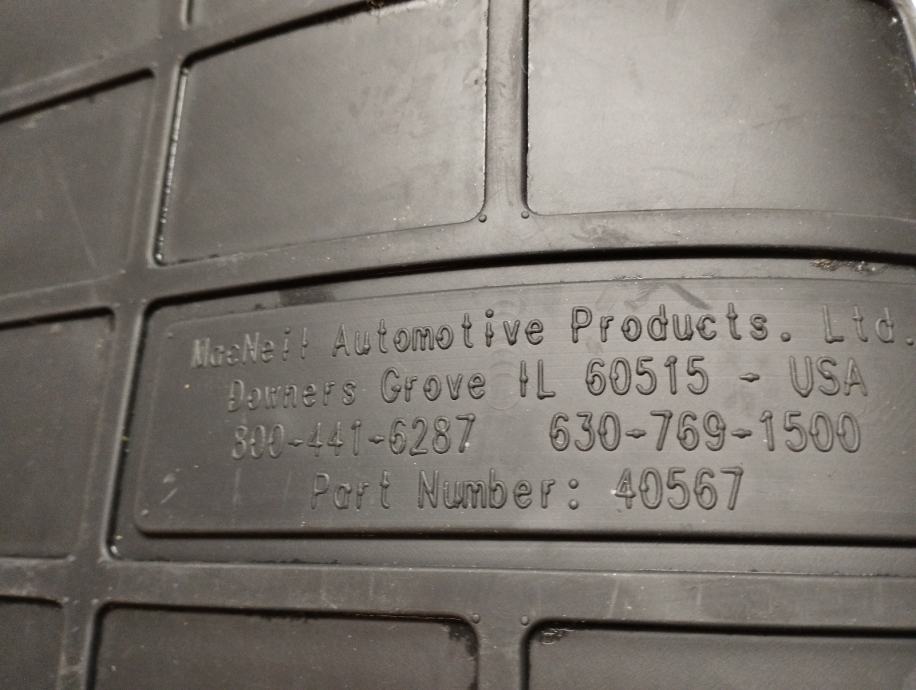 MacNeil Automotive Products. Ltd.
Downers Grove IL 60515 - USA
800-441-6287 630-769-1500
Part Number: 40567